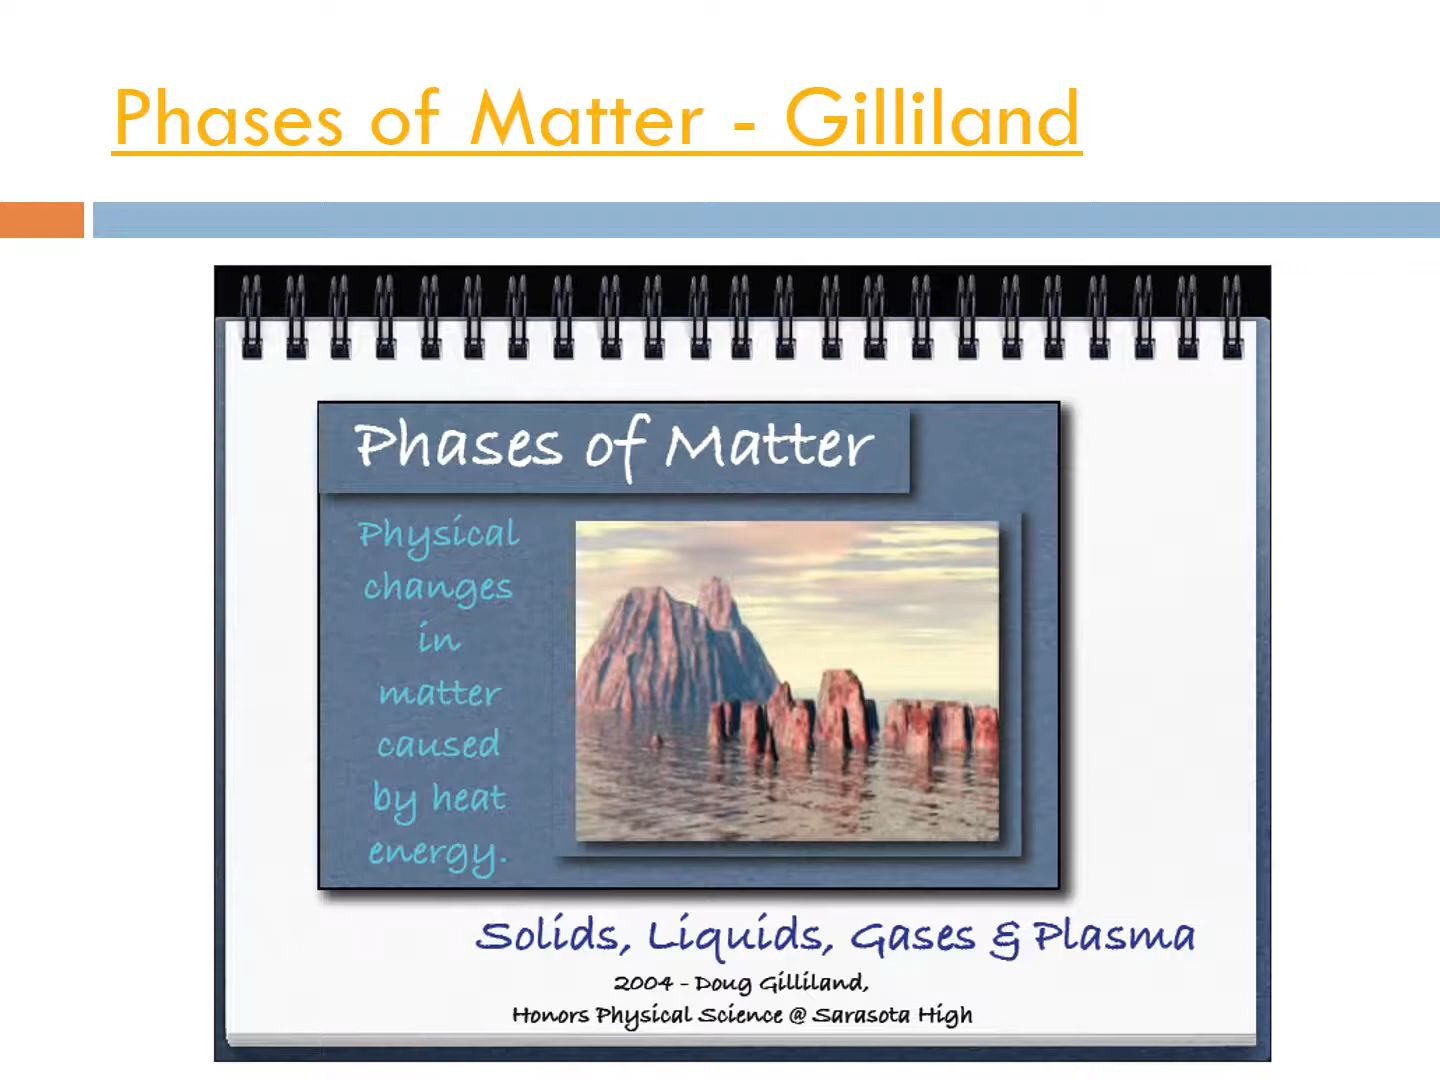 Phases of Matter - Gilliland
Phases of Matter
Physical
changes
in
matter
caused
by heat
energy.
Solids, Liquids, Gases & Plasma
2004 - Doug Gilliland,
Honors Physical Science @ Sarasota High